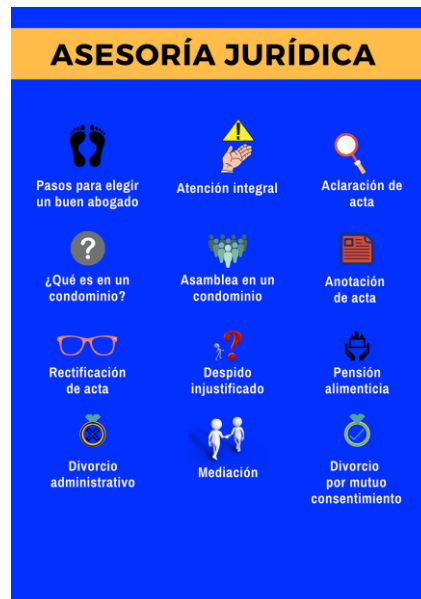 ASESORÍA JURÍDICA
Pasos para elegir
un buen abogado
Atención integral
Aclaración de
acta
¿Qué es en un
condominio?
Asamblea en un
condominio
Anotación
de acta
Rectificación
de acta
Despido
injustificado
Pensión
alimenticia
Divorcio
administrativo
Mediación
Divorcio
por mutuo
consentimiento